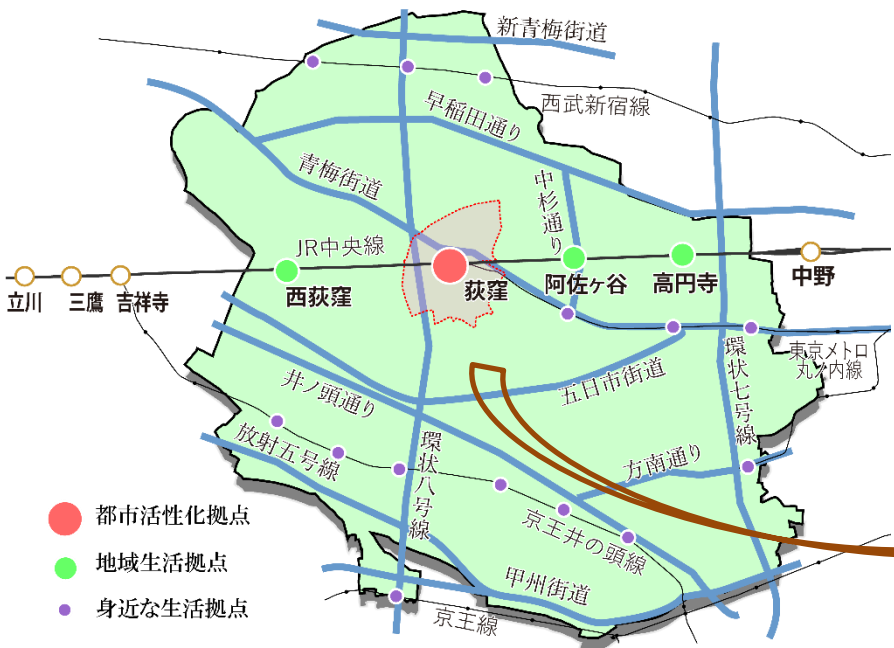 新青梅街道
西武新宿線
早稲田通り
青梅街道
中杉通り
JR中央線
西荻窪
荻窪
阿佐ヶ谷
高円寺
中野
立川
三鷹
吉祥寺
東京メトロ
丸ノ内線
環状七号線
五日市街道
井ノ頭通り
放射五号線
環状八号線
方南通り
京王井の頭線
甲州街道
京王線
都市活性化拠点
地域生活拠点
身近な生活拠点